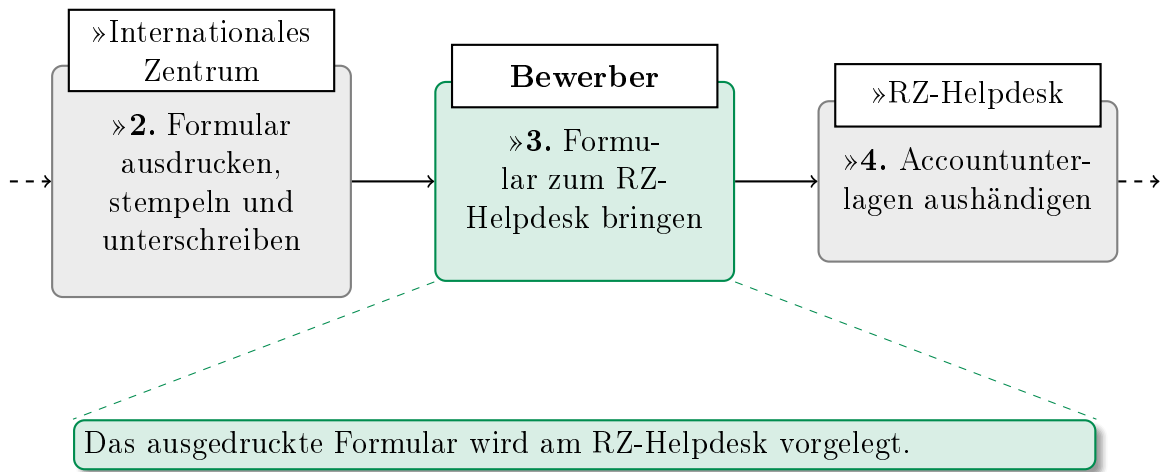 »Internationales
Zentrum
»2. Formular
ausdrucken,
stempeln und
unterschreiben
Bewerber
»3. Formu-
lar zum RZ-
Helpdesk bringen
»RZ-Helpdesk
»4. Accountunter-
lagen aushändigen
Das ausgedruckte Formular wird am RZ-Helpdesk vorgelegt.